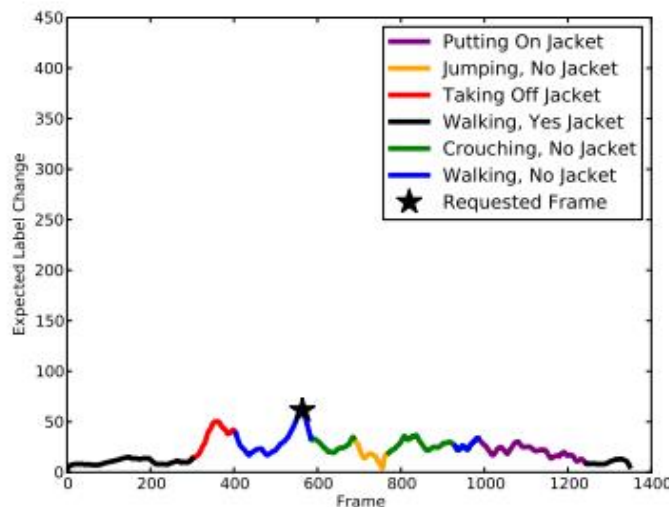 450
400
350
300
250
200
150
100
50
0
Expected Label Change
Putting On Jacket
Jumping, No Jacket
Taking Off Jacket
Walking, Yes Jacket
Crouching, No Jacket
Walking, No Jacket
Requested Frame
0 200 400 600 800 1000 1200 1400
Frame